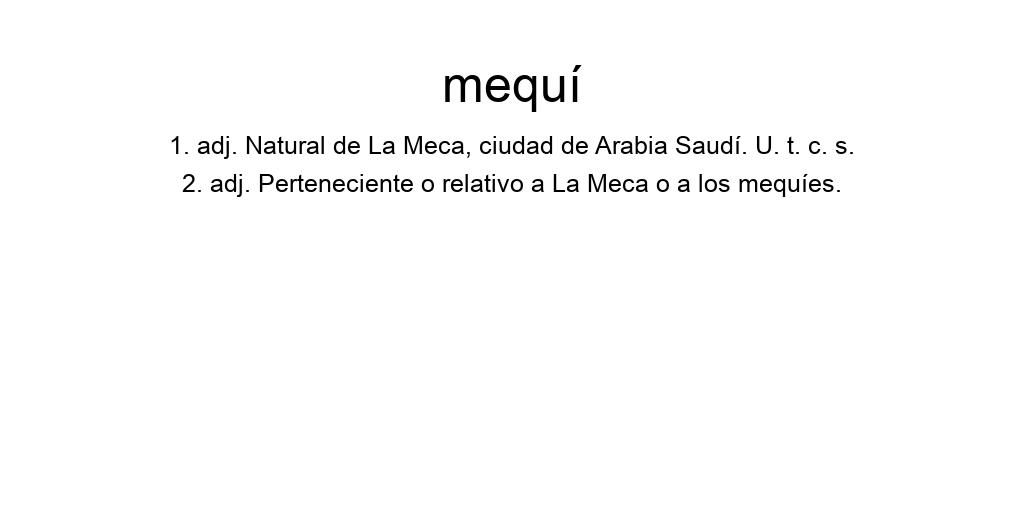 mequí
1. adj. Natural de La Meca, ciudad de Arabia Saudí. U. t. c. s.
2. adj. Perteneciente o relativo a La Meca o a los mequíes.